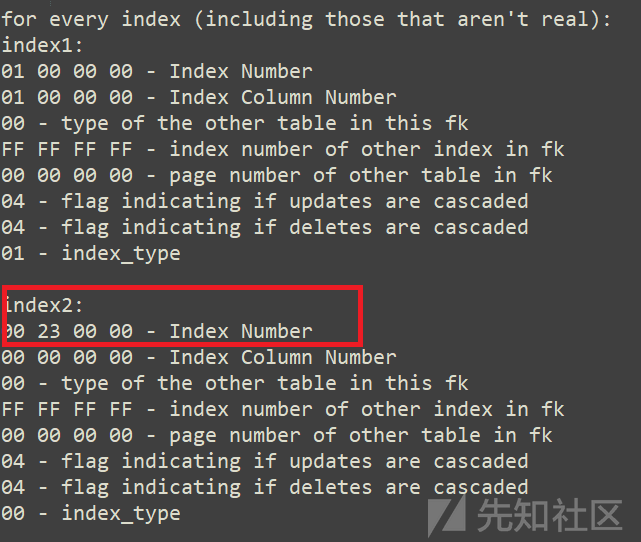 for every index (including those that aren't real):
index1:
01 00 00 00 - Index Number
01 00 00 00 - Index Column Number
00 - type of the other table in this fk
FF FF FF FF - index number of other index in fk
00 00 00 00 - page number of other table in fk
04 - flag indicating if updates are cascaded
04 - flag indicating if deletes are cascaded
01 - index_type
index2:
00 23 00 00 - Index Number
00 00 00 00 - Index Column Number
00 - type of the other table in this fk
FF FF FF FF - index number of other index in fk
00 00 00 00 - page number of other table in fk
04 - flag indicating if updates are cascaded
04 - flag indicating if deletes are cascaded
00 - index_type
先知社区